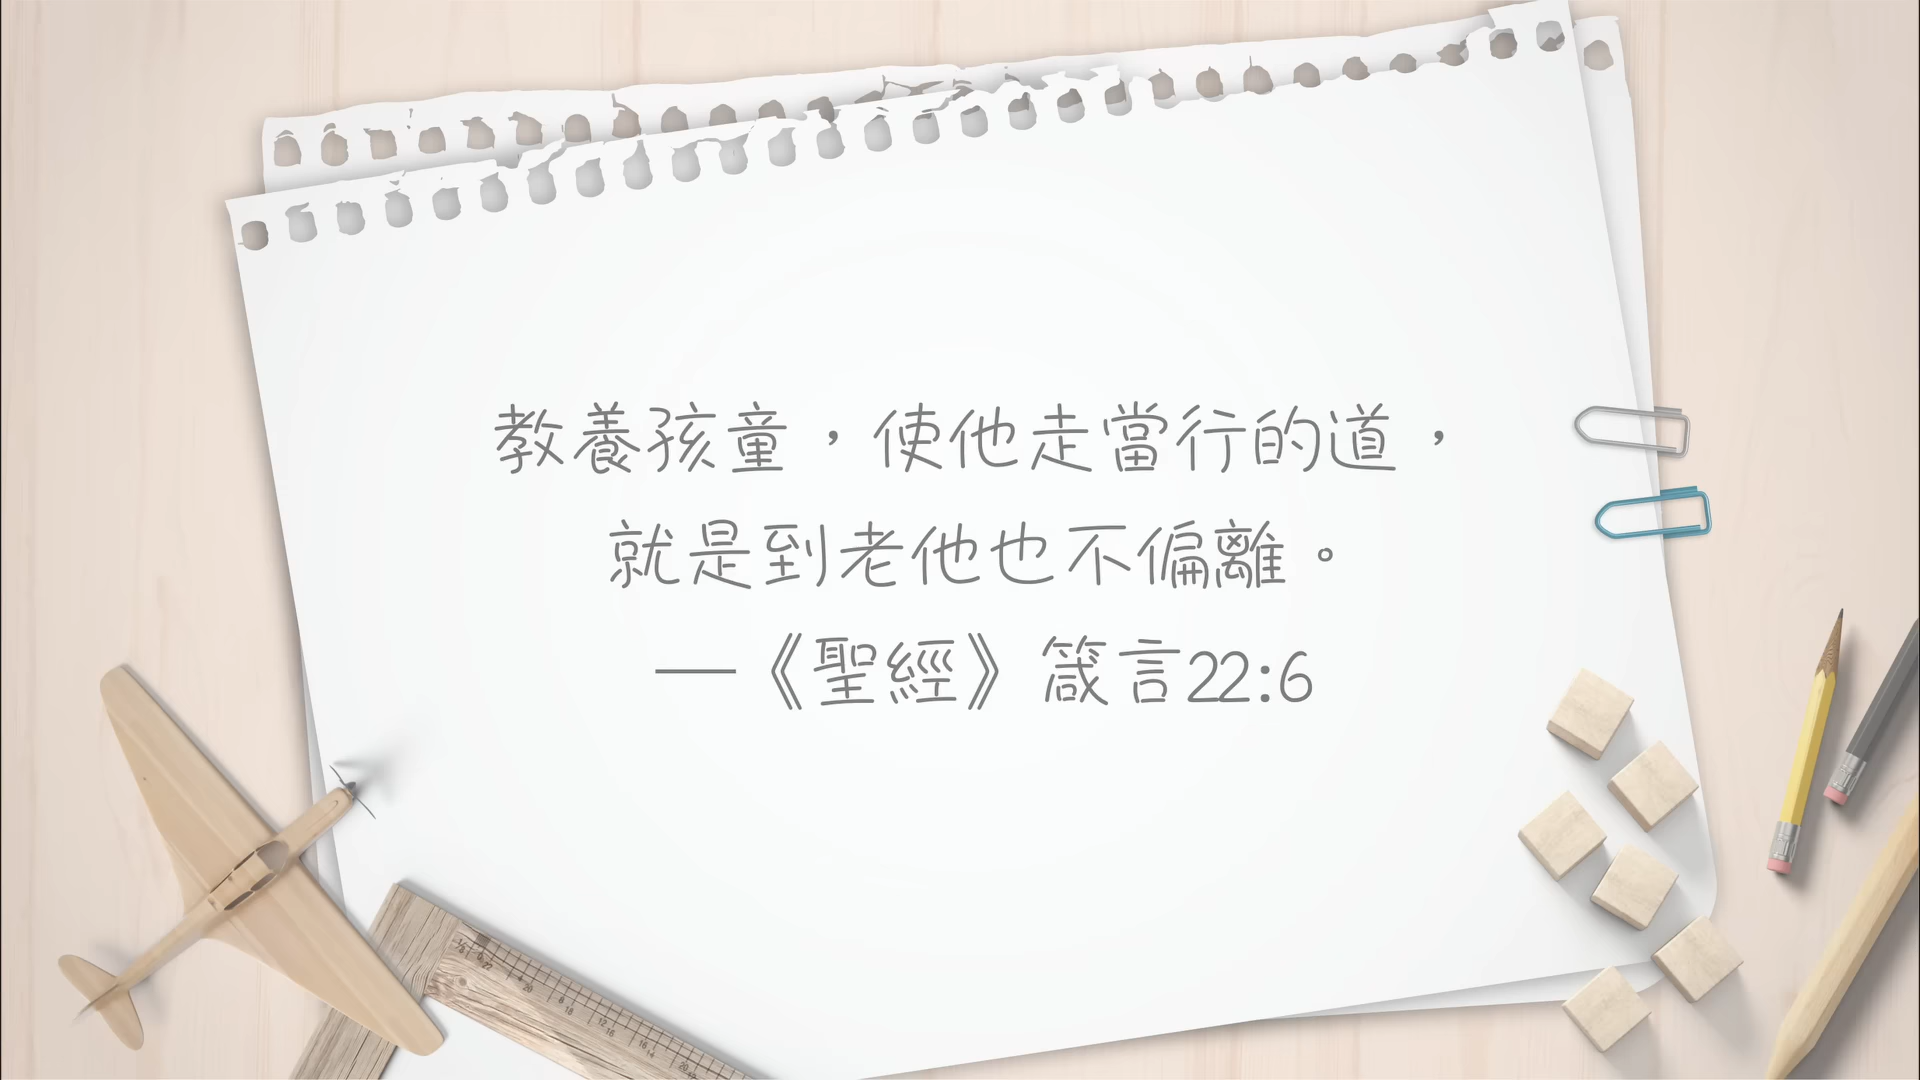 教養孩童，使他走當行的道，
就是到老他也不偏離。
—《聖經》箴言22:6